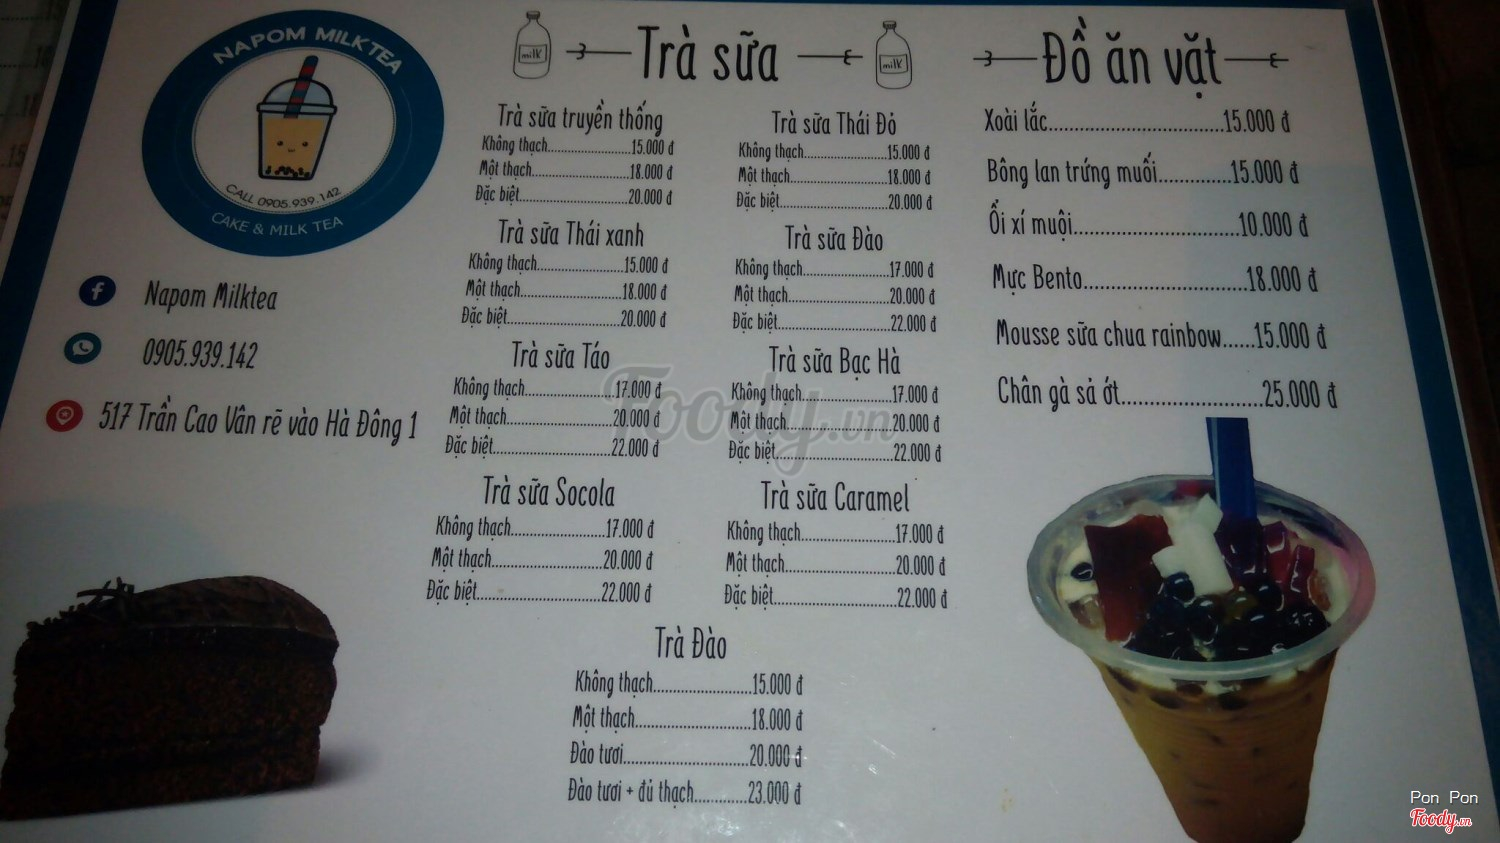 NAPOM MILKTEA
CALL 0905.939.142
CAKE & MILK TEA
Napom Milktea
0905.939.142
517 Trần Cao Vân rẽ vào Hà Đông 1
milk
Trà sữa
milk
Trà sữa truyền thống
Không thạch..........................15.000 đ
Một thạch..............................18.000 đ
Đặc biệt..................................20.000 đ
Trà sữa Thái xanh
Không thạch..........................15.000 đ
Một thạch..............................18.000 đ
Đặc biệt..................................20.000 đ
Trà sữa Táo
Không thạch..........................17.000 đ
Một thạch..............................20.000 đ
Đặc biệt..................................22.000 đ
Trà sữa Socola
Không thạch..........................17.000 đ
Một thạch..............................20.000 đ
Đặc biệt..................................22.000 đ
Trà sữa Thái Đỏ
Không thạch..........................15.000 đ
Một thạch..............................18.000 đ
Đặc biệt..................................20.000 đ
Trà sữa Đào
Không thạch..........................17.000 đ
Một thạch..............................20.000 đ
Đặc biệt..................................22.000 đ
Trà sữa Bạc Hà
Không thạch..........................17.000 đ
Một thạch..............................20.000 đ
Đặc biệt..................................22.000 đ
Trà sữa Caramel
Không thạch..........................17.000 đ
Một thạch..............................20.000 đ
Đặc biệt..................................22.000 đ
Trà Đào
Không thạch..........................15.000 đ
Một thạch..............................18.000 đ
Đào tươi.................................20.000 đ
Đào tươi + đủ thạch..............23.000 đ
Đồ ăn vặt
Xoài lắc..................................15.000 đ
Bông lan trứng muối..............15.000 đ
Ổi xí muội................................10.000 đ
Mực Bento..............................18.000 đ
Mousse sữa chua rainbow......15.000 đ
Chân gà sả ớt........................25.000 đ
Foody.vn
Pon Pon
Foody.vn